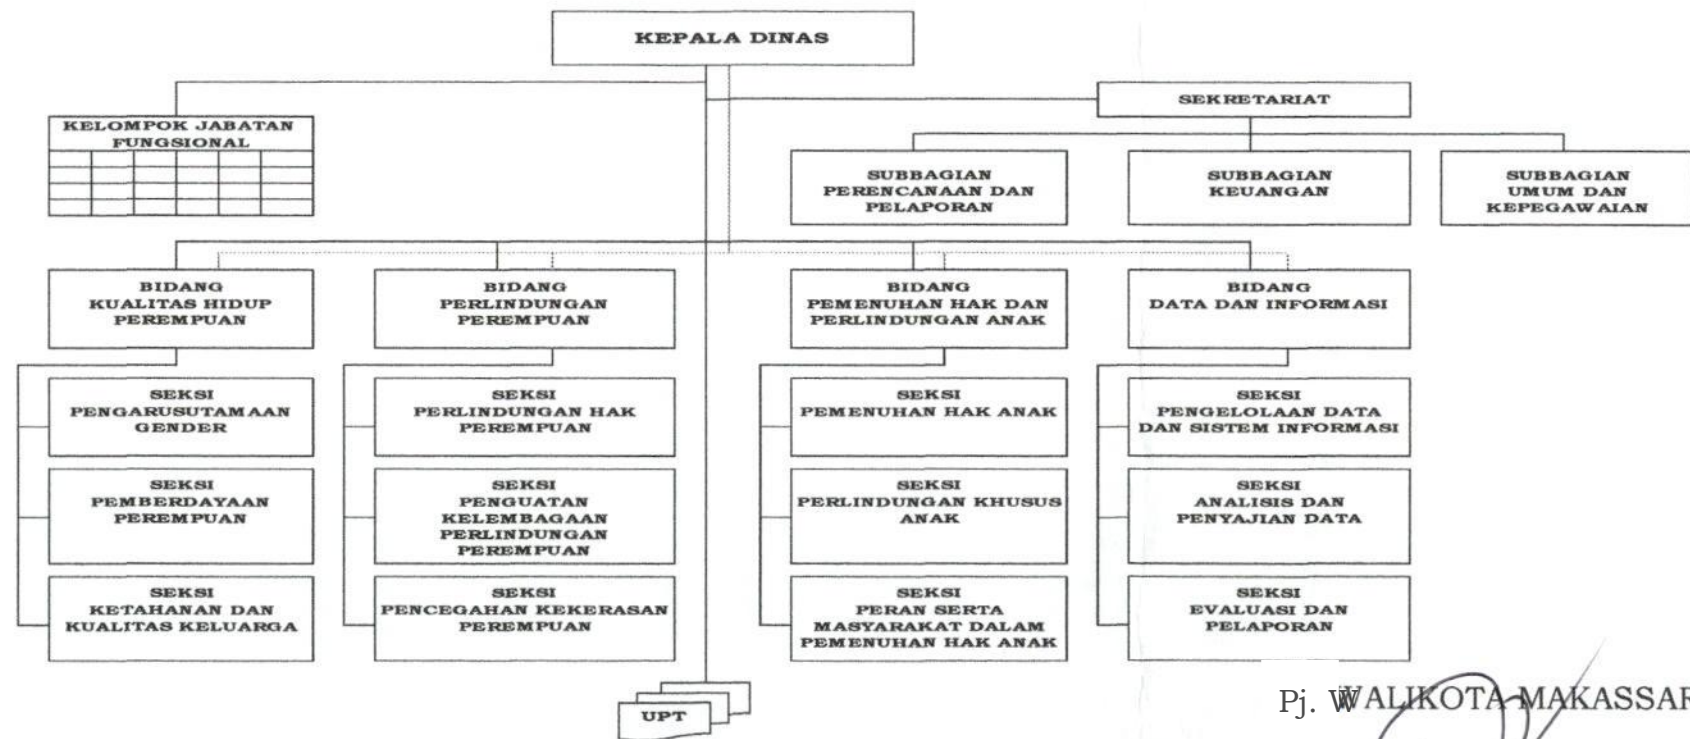 KEPALA DINAS
SEKRETARIAT
KELOMPOK JABATAN
FUNGSIONAL
SUBBAGIAN
PERENCANAAN DAN
PELAPORAN
SUBBAGIAN
KEUANGAN
SUBBAGIAN
UMUM DAN
KEPEGAWAIAN
BIDANG
KUALITAS HIDUP
PEREMPUAN
BIDANG
PERLINDUNGAN
PEREMPUAN
BIDANG
PEMENUHAN HAK DAN
PERLINDUNGAN ANAK
BIDANG
DATA DAN INFORMASI
SEKSI
PENGARUSUTAMAAN
GENDER
SEKSI
PERLINDUNGAN HAK
PEREMPUAN
SEKSI
PEMENUHAN HAK ANAK
SEKSI
PENGELOLAAN DATA
DAN SISTEM INFORMASI
SEKSI
PEMBERDAYAAN
PEREMPUAN
SEKSI
PENGUATAN
KELEMBAGAAN
PERLINDUNGAN
PEREMPUAN
SEKSI
PERLINDUNGAN KHUSUS
ANAK
SEKSI
ANALISIS DAN
PENYAJIAN DATA
SEKSI
KETAHANAN DAN
KUALITAS KELUARGA
SEKSI
PENCEGAHAN KEKERASAN
PEREMPUAN
SEKSI
PERAN SERTA
MASYARAKAT DALAM
PEMENUHAN HAK ANAK
SEKSI
EVALUASI DAN
PELAPORAN
UPT
Pj. WALIKOTA MAKASSAR